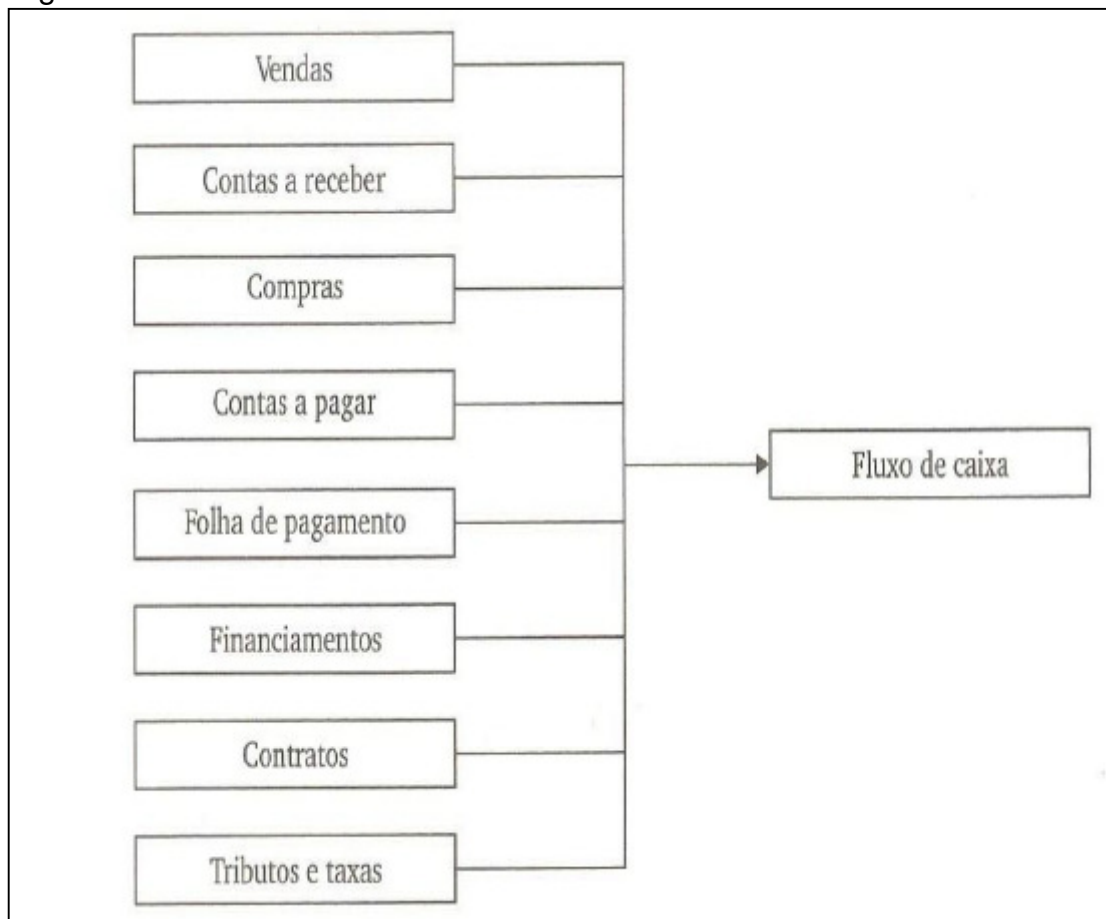 Vendas
Contas a receber
Compras
Contas a pagar
Fluxo de caixa
Folha de pagamento
Financiamentos
Contratos
Tributos e taxas